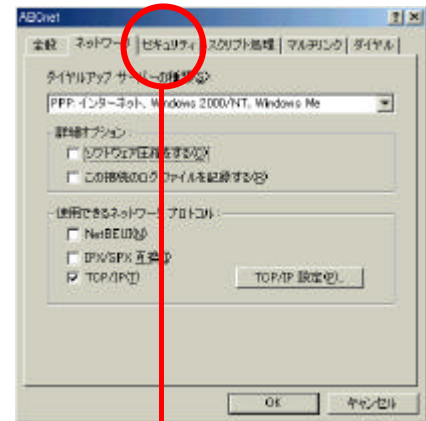 ABCnet
全般 ネットワーク セキュリティ スクリプト処理 マルチリンク ダイヤル
ダイヤルアップ サーバーの種類(S):
PPP: インターネット、Windows 2000/NT、Windows Me
詳細オプション:
ソフトウェア圧縮をする(C)
この接続のログ ファイルを記録する(R)
使用できるネットワーク プロトコル:
NetBEUI(N)
IPX/SPX 互換(I)
TCP/IP(T) TCP/IP 設定(P)...
OK キャンセル